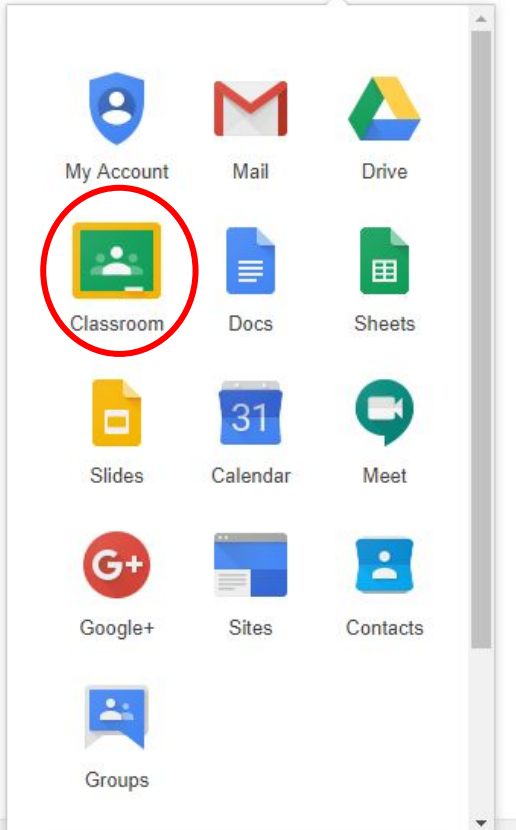 My Account Mail Drive
Classroom Docs Sheets
31
Slides Calendar Meet
G+
Google+ Sites Contacts
Groups